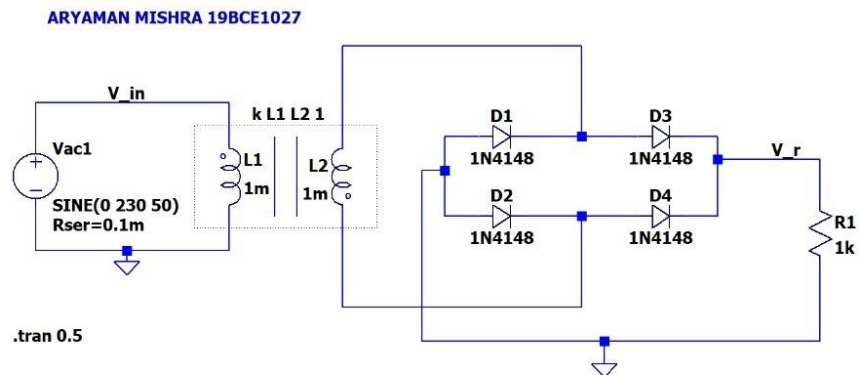 ARYAMAN MISHRA 19BCE1027
V_in
k L1 L2 1
Vac1
L1
1m
L2
1m
SINE(0 230 50)
Rser=0.1m
D1
1N4148
D3
1N4148
D2
1N4148
D4
1N4148
V_r
R1
1k
.tran 0.5